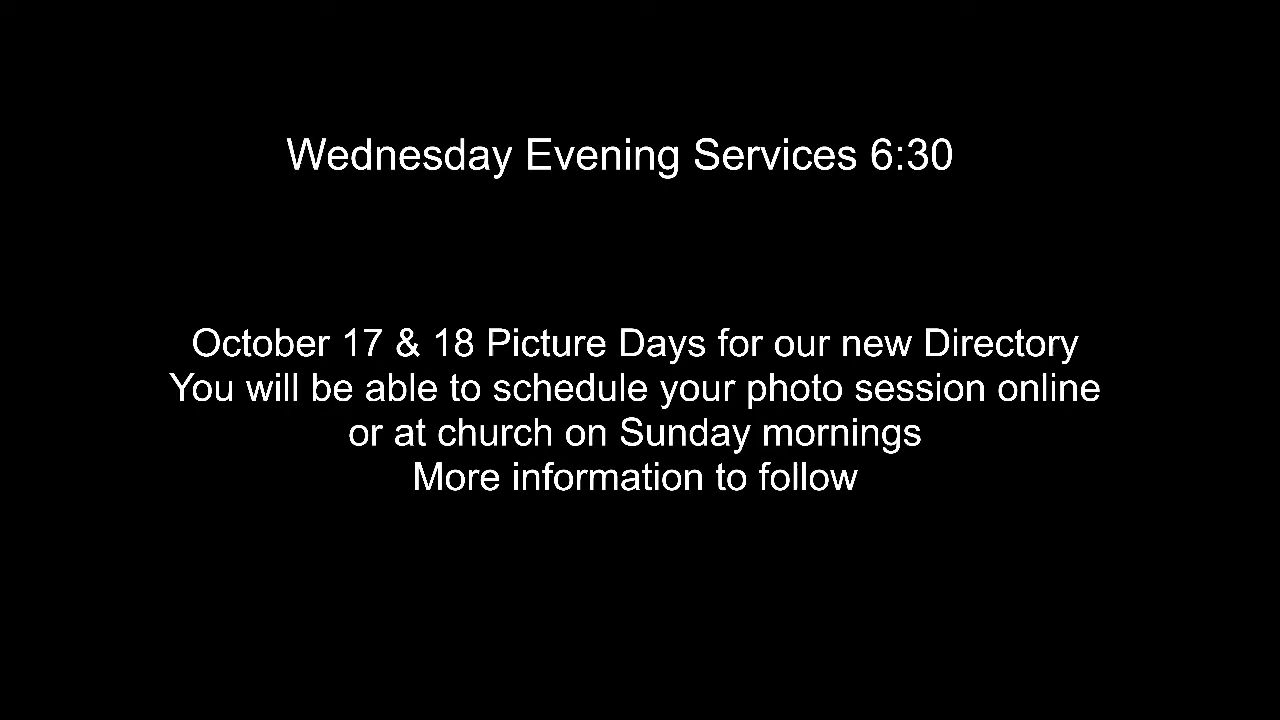 Wednesday Evening Services 6:30
October 17 & 18 Picture Days for our new Directory
You will be able to schedule your photo session online
or at church on Sunday mornings
More information to follow